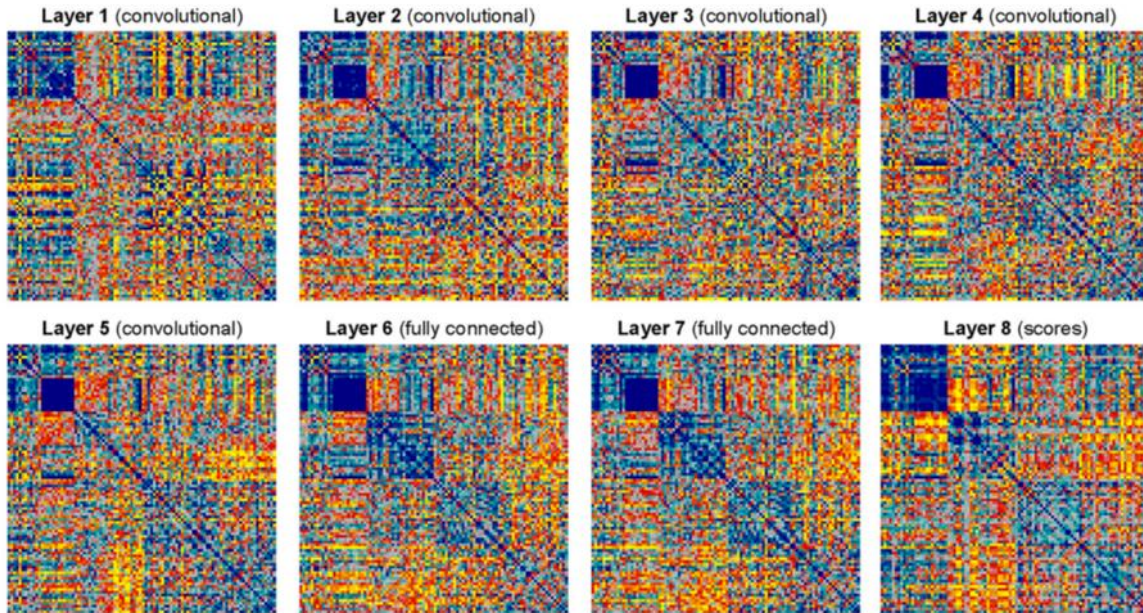 Layer 1 (convolutional)
Layer 2 (convolutional)
Layer 3 (convolutional)
Layer 4 (convolutional)
Layer 5 (convolutional)
Layer 6 (fully connected)
Layer 7 (fully connected)
Layer 8 (scores)